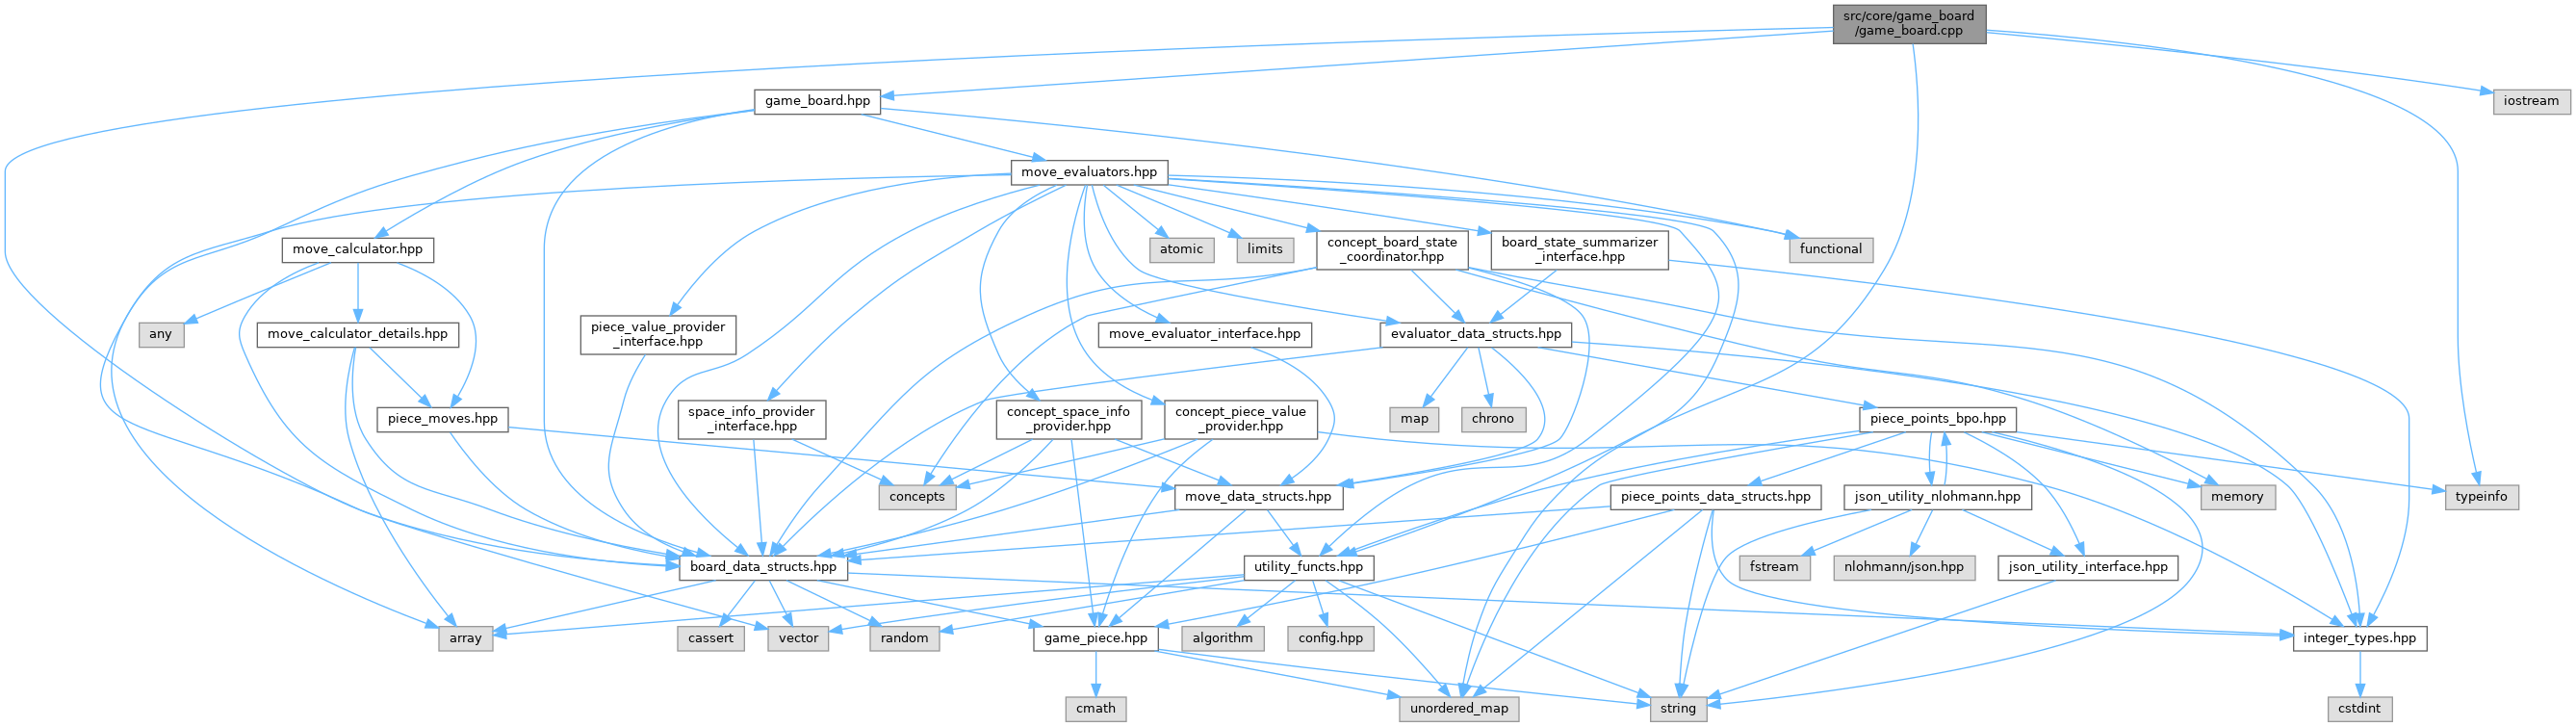 src/core/game_board
/game_board.cpp
game_board.hpp
iostream
move_evaluators.hpp
move_calculator.hpp
atomic
limits
concept_board_state
_coordinator.hpp
board_state_summarizer
_interface.hpp
functional
any
move_calculator_details.hpp
piece_value_provider
_interface.hpp
move_evaluator_interface.hpp
evaluator_data_structs.hpp
piece_moves.hpp
space_info_provider
_interface.hpp
concept_space_info
_provider.hpp
concept_piece_value
_provider.hpp
map
chrono
piece_points_bpo.hpp
concepts
move_data_structs.hpp
piece_points_data_structs.hpp
json_utility_nlohmann.hpp
memory
typeinfo
board_data_structs.hpp
utility_functs.hpp
fstream
nlohmann/json.hpp
json_utility_interface.hpp
array
cassert
vector
random
game_piece.hpp
algorithm
config.hpp
integer_types.hpp
cmath
unordered_map
string
cstdint